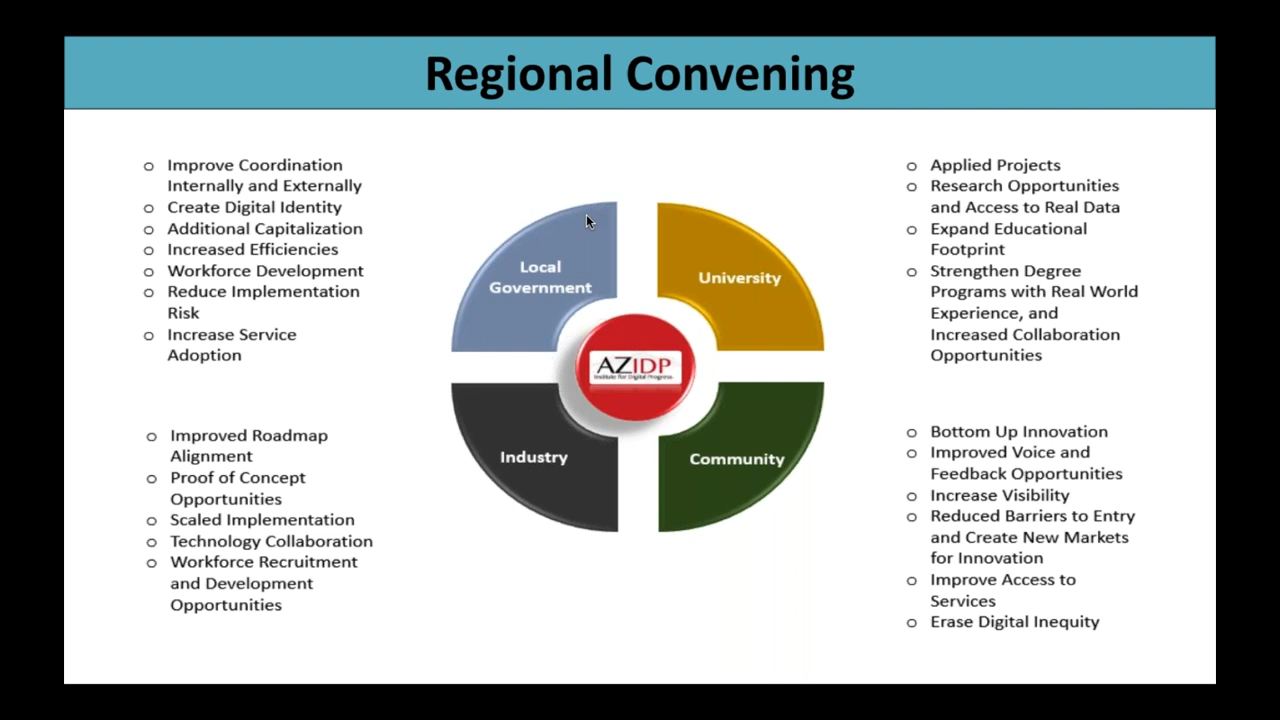 Regional Convening
o Improve Coordination
Internally and Externally
o Create Digital Identity
o Additional Capitalization
o Increased Efficiencies
o Workforce Development
o Reduce Implementation
Risk
o Increase Service
Adoption
o Applied Projects
o Research Opportunities
and Access to Real Data
o Expand Educational
Footprint
o Strengthen Degree
Programs with Real World
Experience, and
Increased Collaboration
Opportunities
Local
Government
University
AZIDP
Institute for Digital Progress
Industry
Community
o Improved Roadmap
Alignment
o Proof of Concept
Opportunities
o Scaled Implementation
o Technology Collaboration
o Workforce Recruitment
and Development
Opportunities
o Bottom Up Innovation
o Improved Voice and
Feedback Opportunities
o Increase Visibility
o Reduced Barriers to Entry
and Create New Markets
for Innovation
o Improve Access to
Services
o Erase Digital Inequity